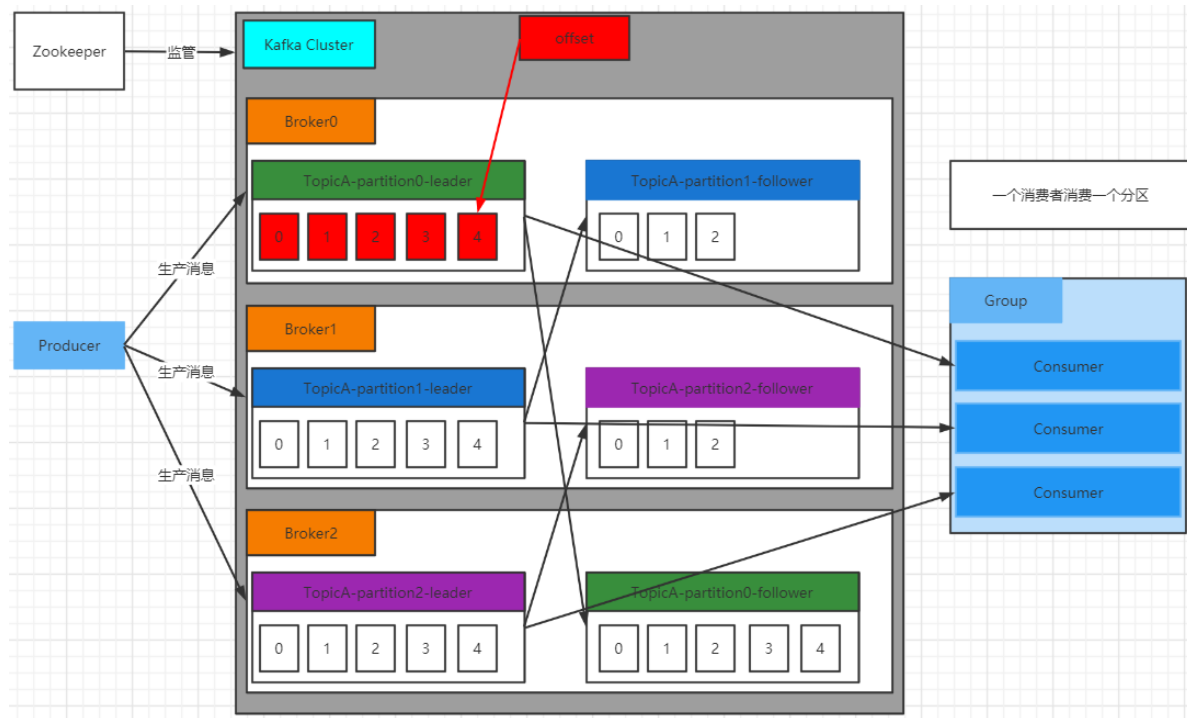 Zookeeper
监管
Kafka Cluster
offset
Broker0
TopicA-partition0-leader
0 1 2 3 4
TopicA-partition1-follower
0 1 2
一个消费者消费一个分区
生产消息
Producer
生产消息
生产消息
Broker1
TopicA-partition1-leader
0 1 2 3 4
TopicA-partition2-follower
0 1 2
Group
Consumer
Consumer
Consumer
Broker2
TopicA-partition2-leader
0 1 2 3 4
TopicA-partition0-follower
0 1 2 3 4